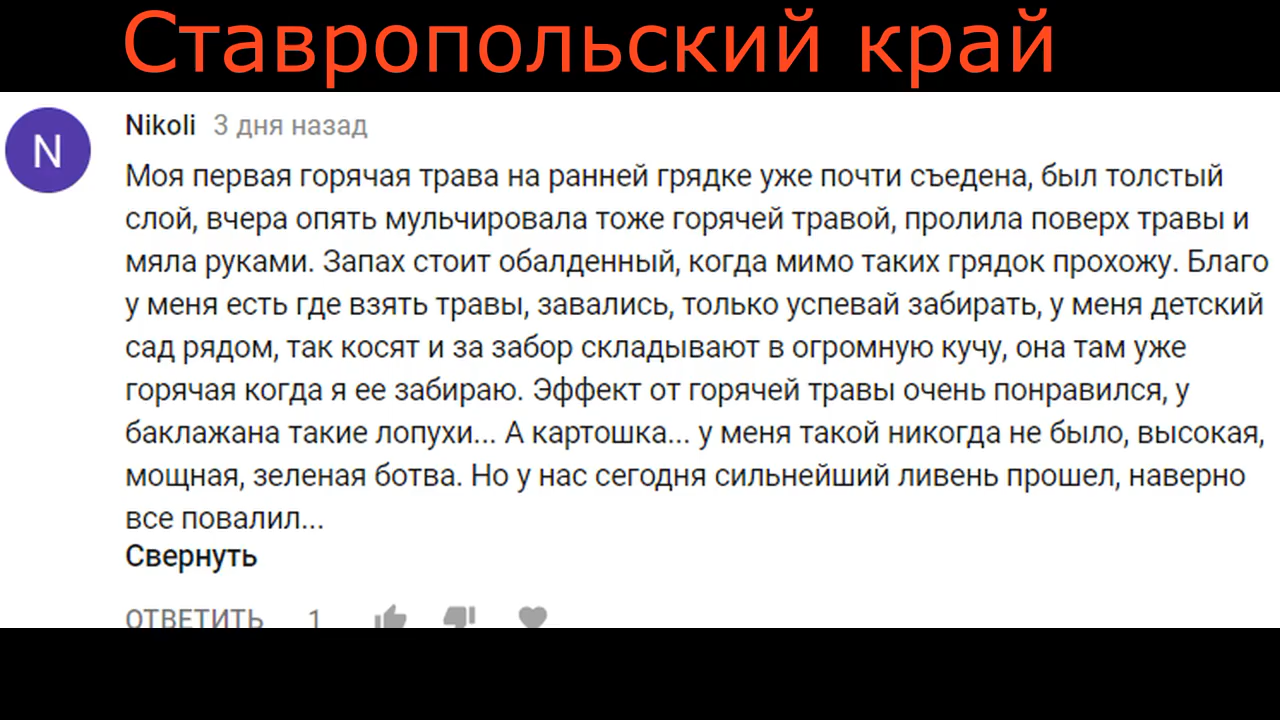 Ставропольский край
N
Nikoli 3 дня назад
Моя первая горячая трава на ранней грядке уже почти съедена, был толстый
слой, вчера опять мульчировала тоже горячей травой, пролила поверх травы и
мяла руками. Запах стоит обалденный, когда мимо таких грядок прохожу. Благо
у меня есть где взять травы, завались, только успевай забирать, у меня детский
сад рядом, так косят и за забор складывают в огромную кучу, она там уже
горячая когда я ее забираю. Эффект от горячей травы очень понравился, у
баклажана такие лопухи... А картошка... у меня такой никогда не было, высокая,
мощная, зеленая ботва. Но у нас сегодня сильнейший ливень прошел, наверно
все повалил...
Свернуть
ОТВЕТИТЬ 1